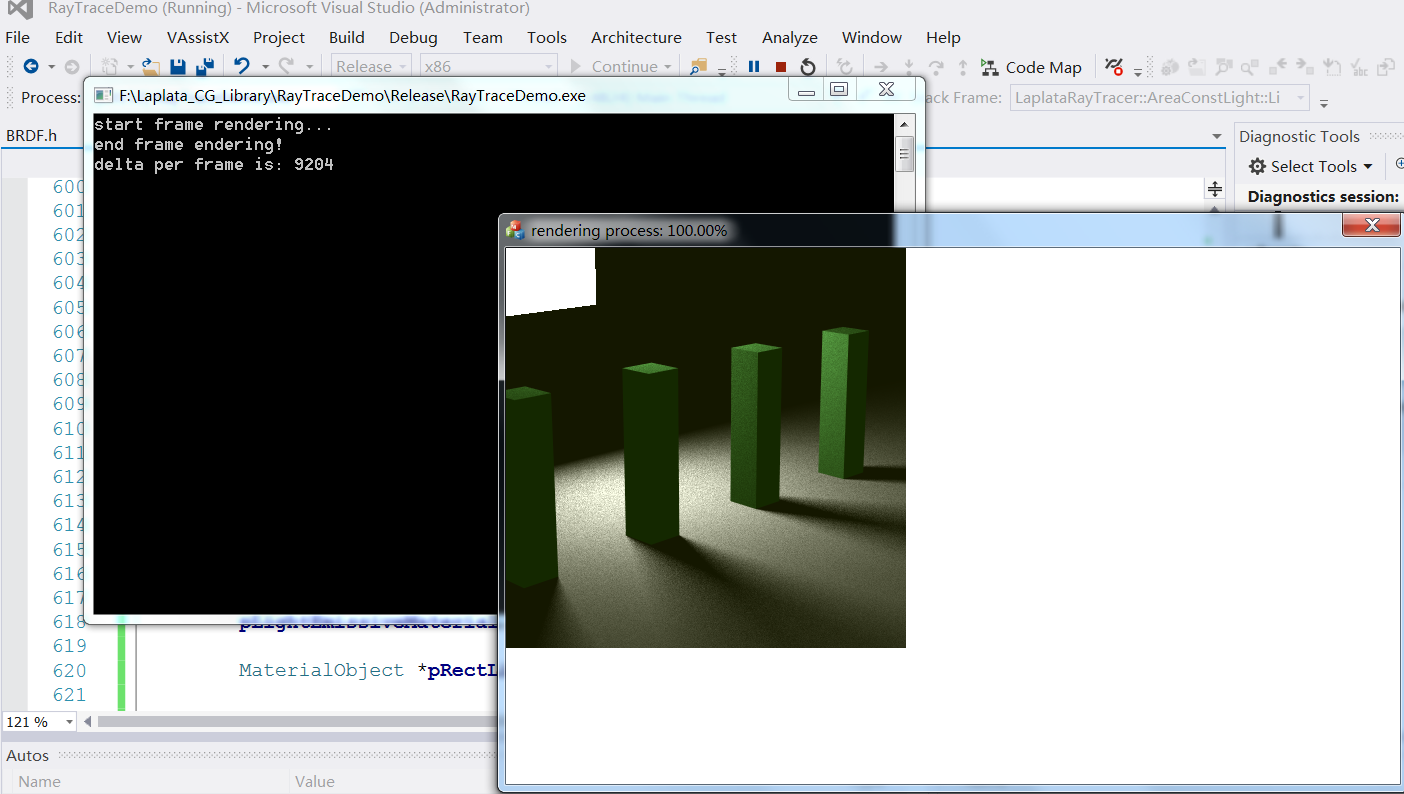 RayTraceDemo (Running) - Microsoft Visual Studio (Administrator)
File Edit View VAssistX Project Build Debug Team Tools Architecture Test Analyze Window Help
Release x86 Continue Code Map
Process: F:\Laplata_CG_Library\RayTraceDemo\Release\RayTraceDemo.exe ck Frame: LaplataRayTracer::AreaConstLight::Li
start frame rendering...
end frame endering!
delta per frame is: 9204
BRDF.h
Diagnostic Tools
Select Tools
Diagnostics session:
rendering process: 100.00%
600
601
602
603
604
605
606
607
608
609
610
611
612
613
614
615
616
617
618 pLightEmissiveMaterial
619
620 MaterialObject *pRectL
621
121 %
Autos
Name Value